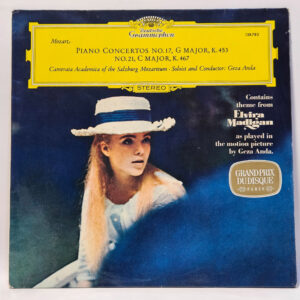 Deutsche
Grammophon
Mozart
138783
PIANO CONCERTOS NO. 17, G MAJOR, K. 453
NO. 21, C MAJOR, K. 467
Camerata Academica of the Salzburg Mozarteum · Soloist and Conductor: Geza Anda
STEREO
Contains
theme from
Elvira
Madigan
as played in
the motion picture
by Geza Anda.
GRAND PRIX
DU DISQUE
PARIS